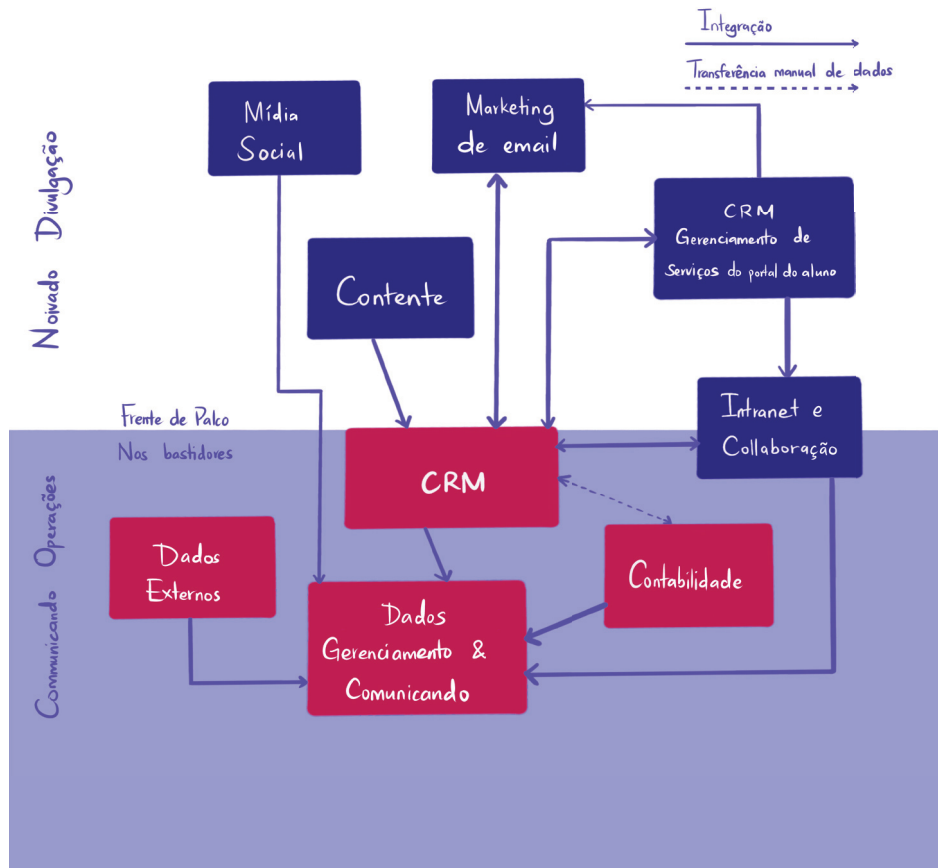 Integração
Transferência manual de dados
Mídia
Social
Marketing
de email
CRM
Gerenciamento de
Serviços do portal do aluno
Contente
Noivado Divulgação
Intranet e
Collaboração
Frente de Palco
Nos bastidores
CRM
Dados
Externos
Contabilidade
Dados
Gerenciamento &
Comunicando
Communicando Operações